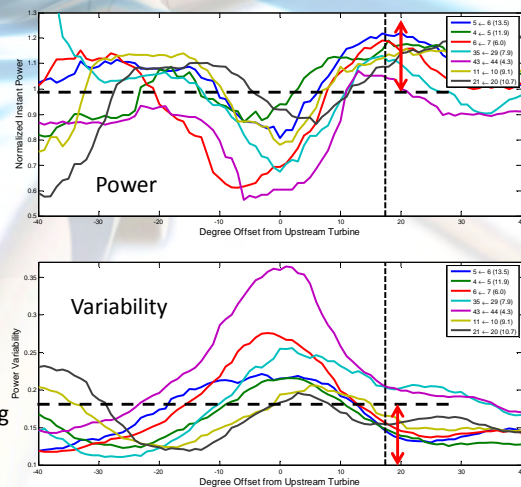 1.3
1.2
1.1
1
0.9
0.8
0.7
0.6
0.5
Normalized Instant Power
-40 -30 -20 -10 0 10 20 30 40
Degree Offset from Upstream Turbine
Power
5 ← 6 (13.5)
4 ← 5 (11.9)
6 ← 7 (6.0)
35 ← 29 (7.9)
43 ← 44 (4.3)
11 ← 10 (9.1)
21 ← 20 (10.7)
0.35
0.3
0.25
0.2
0.15
0.1
Power Variability
-40 -30 -20 -10 0 10 20 30 4
Degree Offset from Upstream Turbine
Variability
5 ← 6 (13.5)
4 ← 5 (11.9)
6 ← 7 (6.0)
35 ← 29 (7.9)
43 ← 44 (4.3)
11 ← 10 (9.1)
21 ← 20 (10.7)